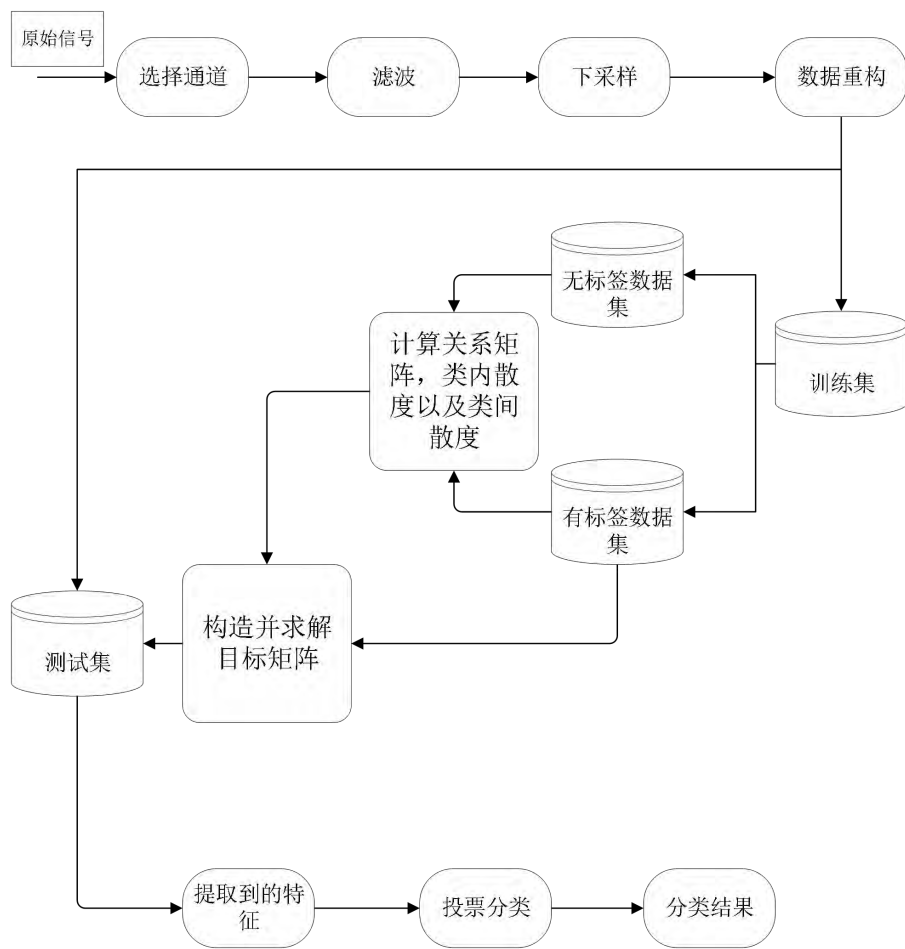 原始信号
选择通道
滤波
下采样
数据重构
无标签数据
集
训练集
计算关系矩
阵，类内散
度以及类间
散度
有标签数据
集
构造并求解
目标矩阵
测试集
提取到的特
征
投票分类
分类结果